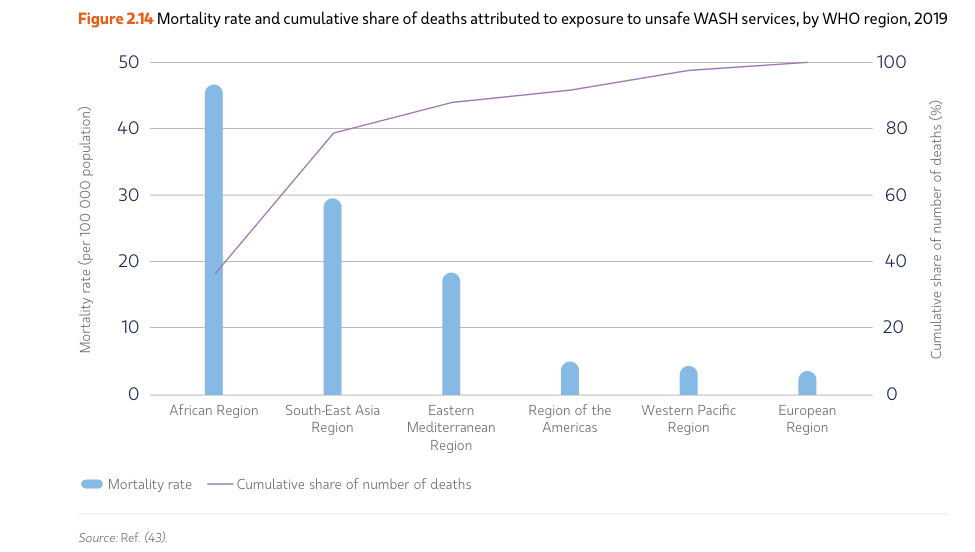 Figure 2.14 Mortality rate and cumulative share of deaths attributed to exposure to unsafe WASH services, by WHO region, 2019
Mortality rate (per 100 000 population)
50
40
30
20
10
0
100
80
60
40
20
0
Cumulative share of number of deaths (%)
African Region
South-East Asia
Region
Eastern
Mediterranean
Region
Region of the
Americas
Western Pacific
Region
European
Region
Mortality rate
Cumulative share of number of deaths
Source: Ref. (43).